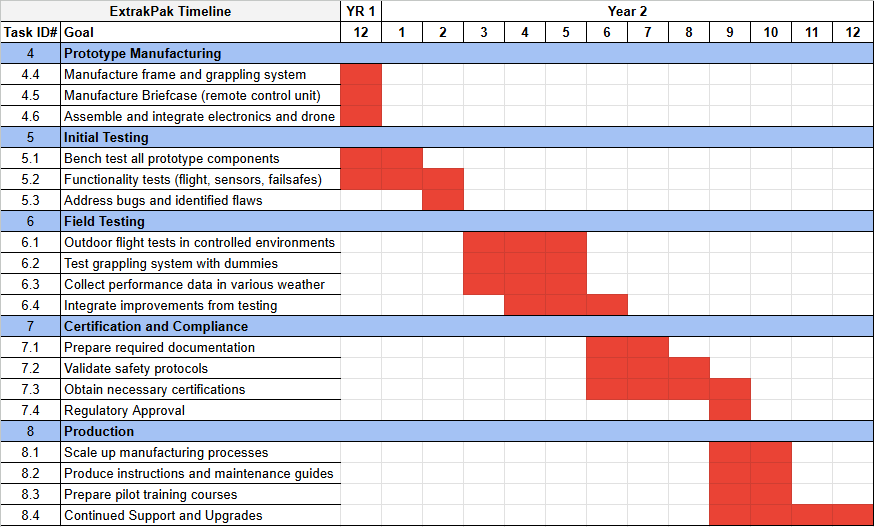 ExtrakPak Timeline YR 1 Year 2
Task ID# Goal 12 1 2 3 4 5 6 7 8 9 10 11 12
4 Prototype Manufacturing
4.4 Manufacture frame and grappling system
4.5 Manufacture Briefcase (remote control unit)
4.6 Assemble and integrate electronics and drone
5 Initial Testing
5.1 Bench test all prototype components
5.2 Functionality tests (flight, sensors, failsafes)
5.3 Address bugs and identified flaws
6 Field Testing
6.1 Outdoor flight tests in controlled environments
6.2 Test grappling system with dummies
6.3 Collect performance data in various weather
6.4 Integrate improvements from testing
7 Certification and Compliance
7.1 Prepare required documentation
7.2 Validate safety protocols
7.3 Obtain necessary certifications
7.4 Regulatory Approval
8 Production
8.1 Scale up manufacturing processes
8.2 Produce instructions and maintenance guides
8.3 Prepare pilot training courses
8.4 Continued Support and Upgrades